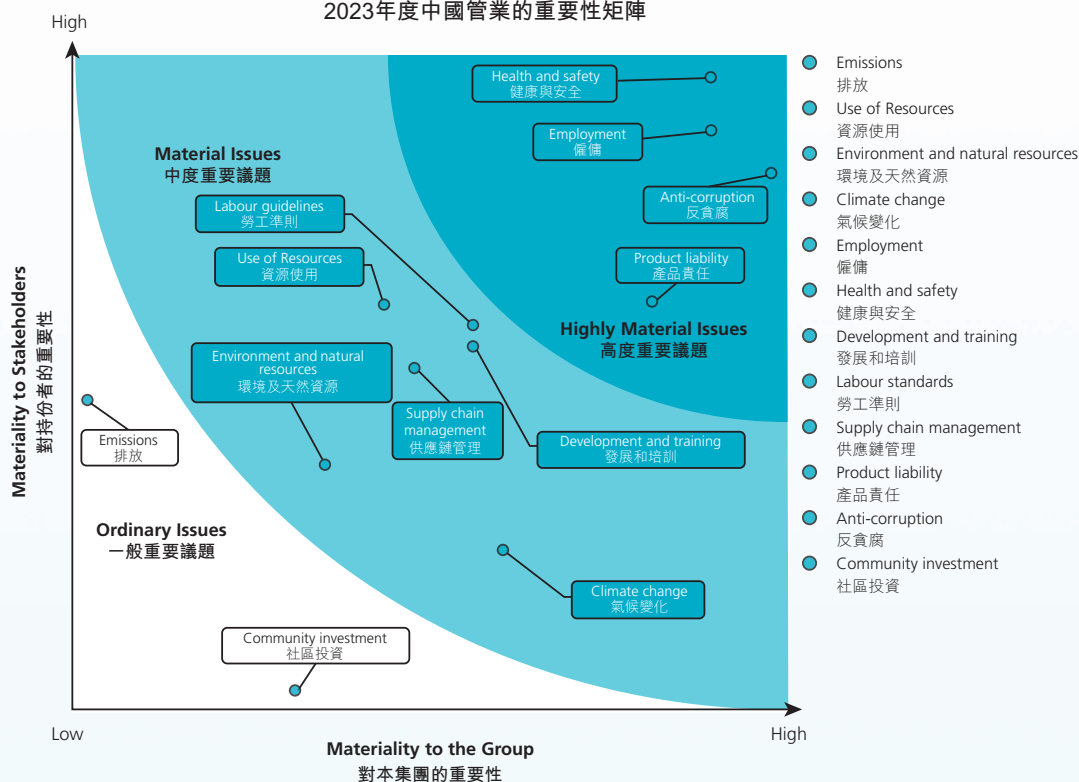 2023年度中國管業的重要性矩陣
High
Health and safety
健康與安全
Employment
僱傭
Material Issues
中度重要議題
Anti-corruption
反貪腐
Labour guidelines
勞工準則
Use of Resources
資源使用
Product liability
產品責任
Highly Material Issues
高度重要議題
Environment and natural
resources
環境及天然資源
Supply chain
management
供應鏈管理
Development and training
發展和培訓
Emissions
排放
Ordinary Issues
一般重要議題
Climate change
氣候變化
Community investment
社區投資
Materiality to Stakeholders
對持份者的重要性
Low
High
Materiality to the Group
對本集團的重要性
Emissions
排放
Use of Resources
資源使用
Environment and natural resources
環境及天然資源
Climate change
氣候變化
Employment
僱傭
Health and safety
健康與安全
Development and training
發展和培訓
Labour standards
勞工準則
Supply chain management
供應鏈管理
Product liability
產品責任
Anti-corruption
反貪腐
Community investment
社區投資